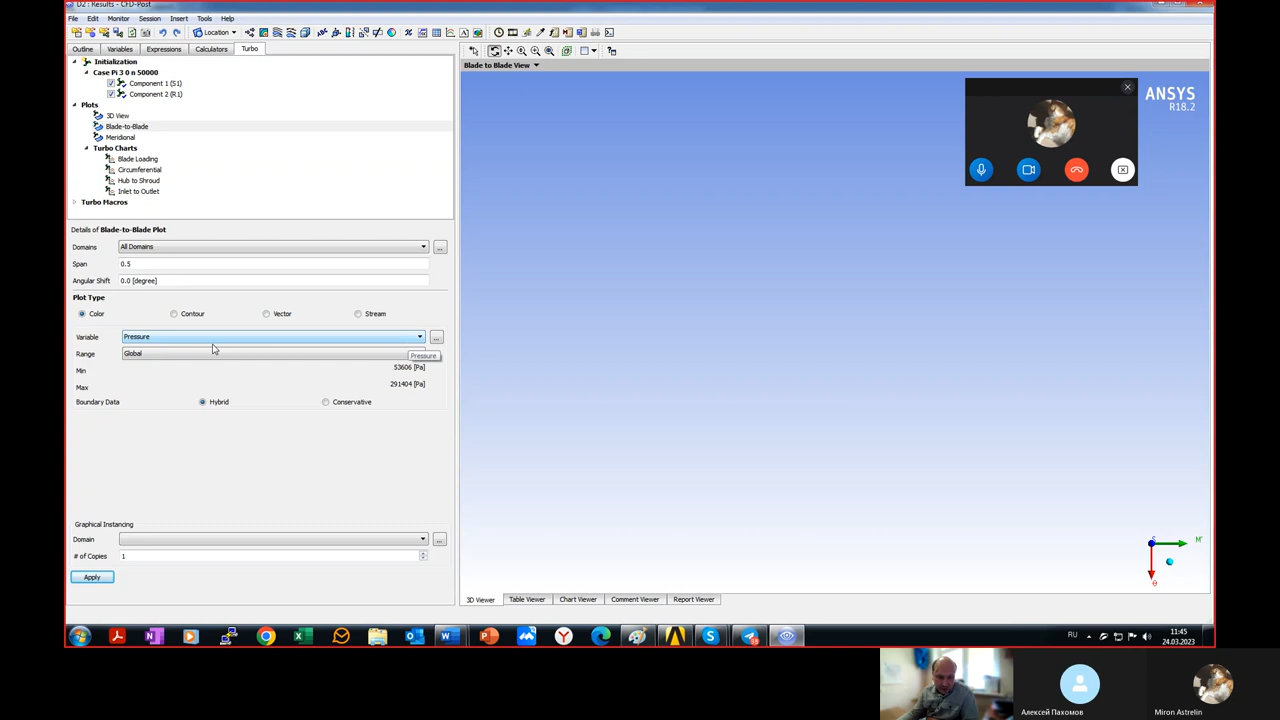 D2 : Results - CFD-Post
File Edit Monitor Session Insert Tools Help
Location
Outline Variables Expressions Calculators Turbo
Initialization
Case Pi 3 0 n S0000
Component 1 (S1)
Component 2 (R1)
Plots
3D View
Blade-to-Blade
Meridional
Turbo Charts
Blade Loading
Circumferential
Hub to Shroud
Inlet to Outlet
Turbo Macros
Details of Blade-to-Blade Plot
Domains All Domains ...
Span 0.5
Angular Shift 0.0 [degree]
Plot Type
Color Contour Vector Stream
Variable Pressure ...
Range Global
Pressure
Min 53606 [Pa]
Max 291404 [Pa]
Boundary Data Hybrid Conservative
Graphical Instancing
Domain ...
# of Copies 1
Apply
Blade to Blade View
ANSYS
R18.2
M'
θ
3D Viewer Table Viewer Chart Viewer Comment Viewer Report Viewer
RU
11:45
24.03.2023
Алексей Пахомов
Miron Astrelin